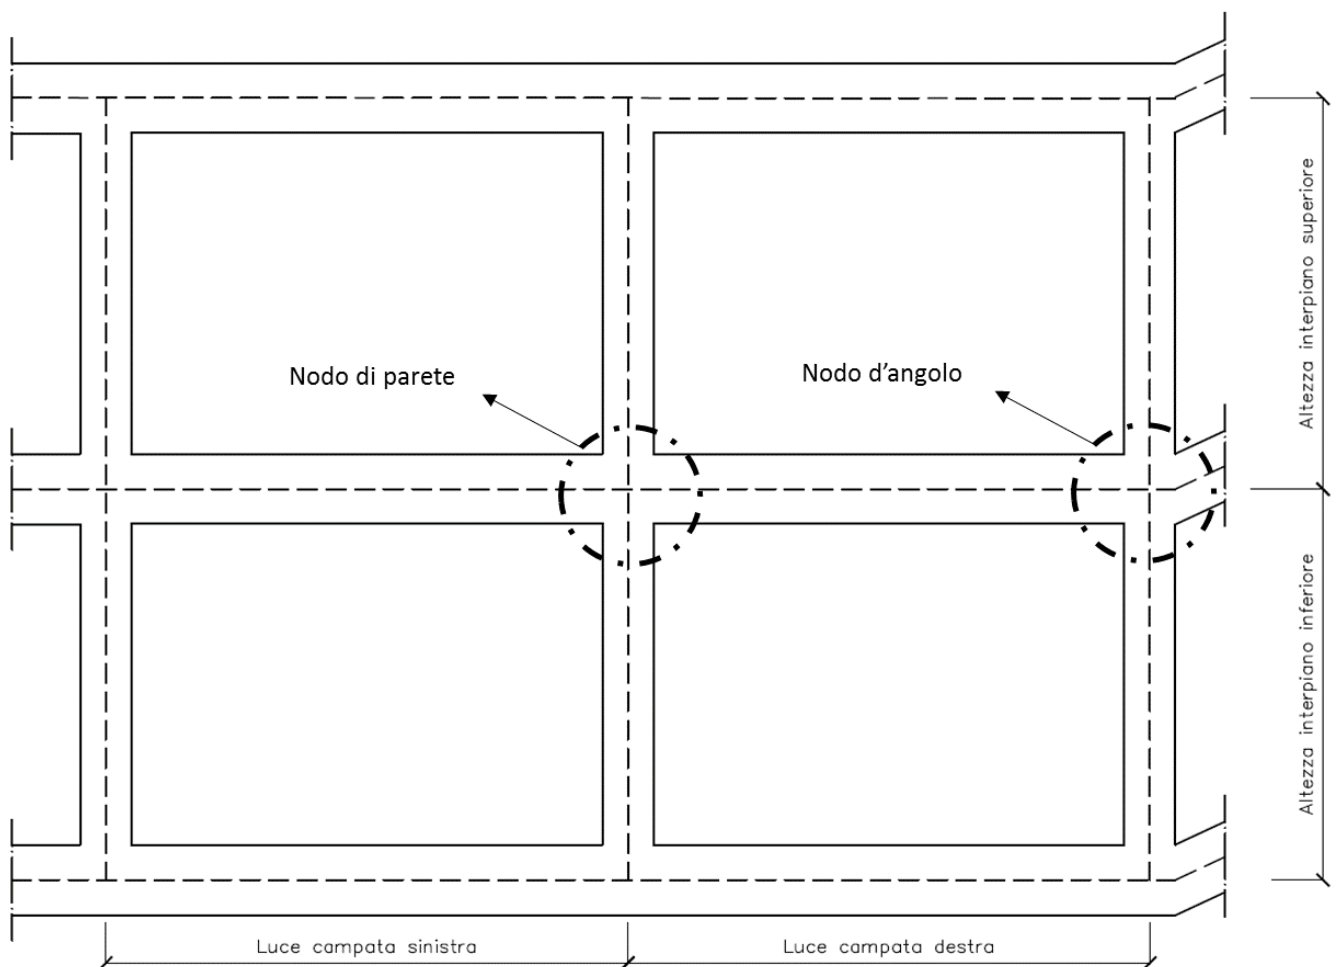 Altezza interpiano superiore
Nodo di parete
Nodo d’angolo
Altezza interpiano inferiore
Luce campata sinistra
Luce campata destra